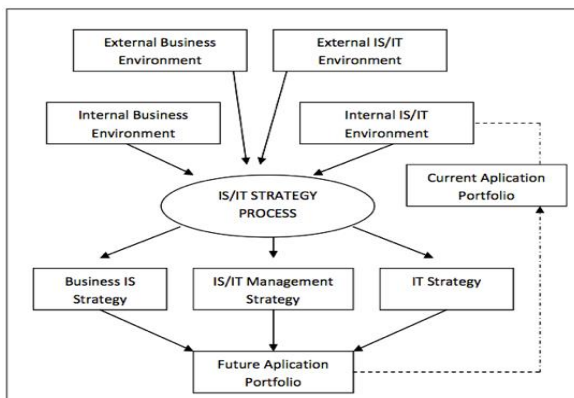 External Business
Environment
External IS/IT
Environment
Internal Business
Environment
Internal IS/IT
Environment
Current Aplication
Portfolio
IS/IT STRATEGY
PROCESS
Business IS
Strategy
IS/IT Management
Strategy
IT Strategy
Future Aplication
Portfolio